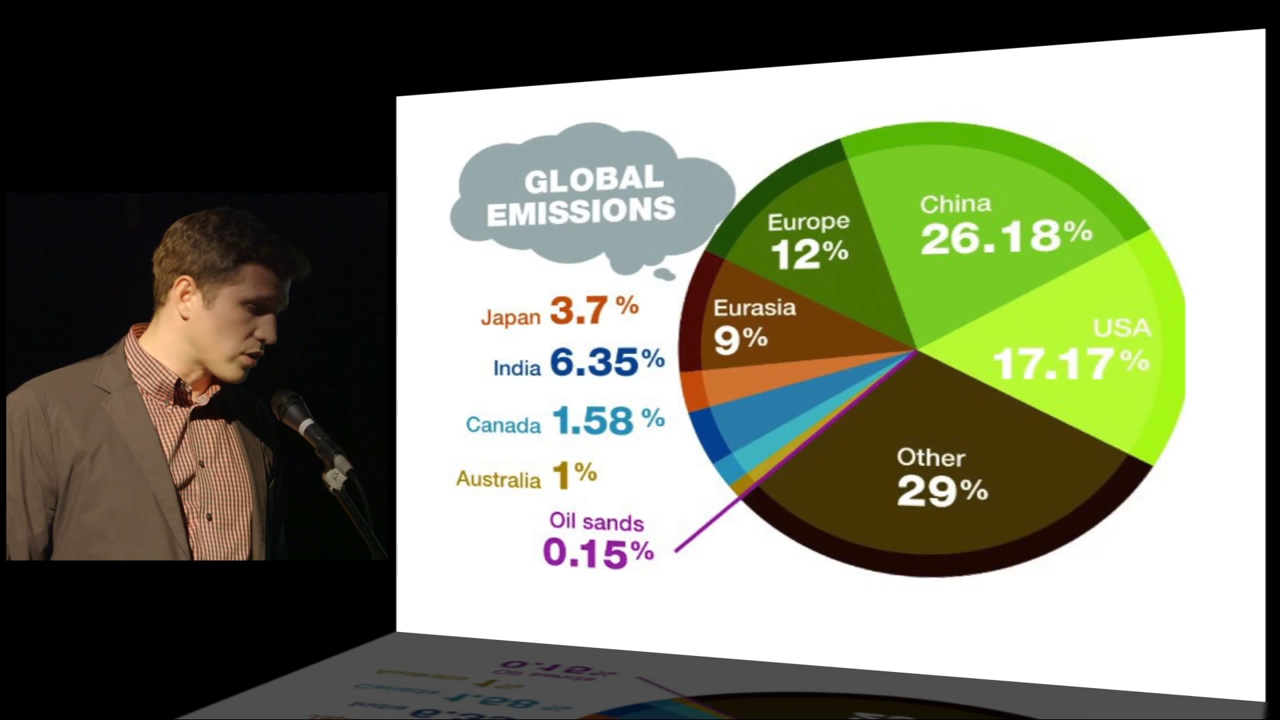 GLOBAL
EMISSIONS
Japan 3.7 %
India 6.35%
Canada 1.58 %
Australia 1%
Oil sands
0.15%
Europe
12%
China
26.18%
Eurasia
9%
USA
17.17%
Other
29%